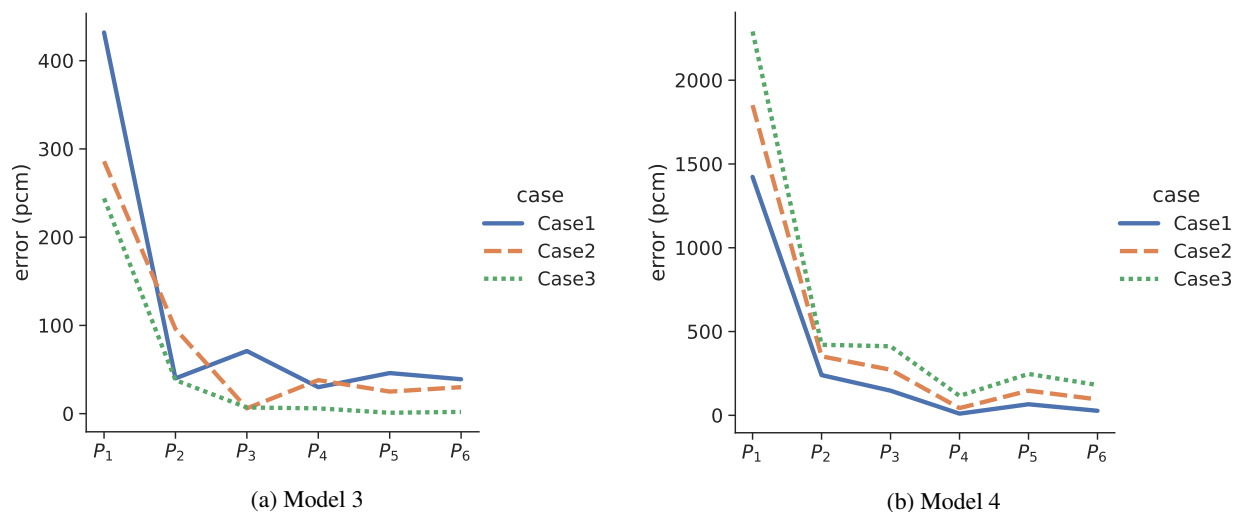 error (pcm)
400
300
200
100
0
P₁ P₂ P₃ P₄ P₅ P₆
case
Case1
Case2
Case3
(a) Model 3
error (pcm)
2000
1500
1000
500
0
P₁ P₂ P₃ P₄ P₅ P₆
case
Case1
Case2
Case3
(b) Model 4